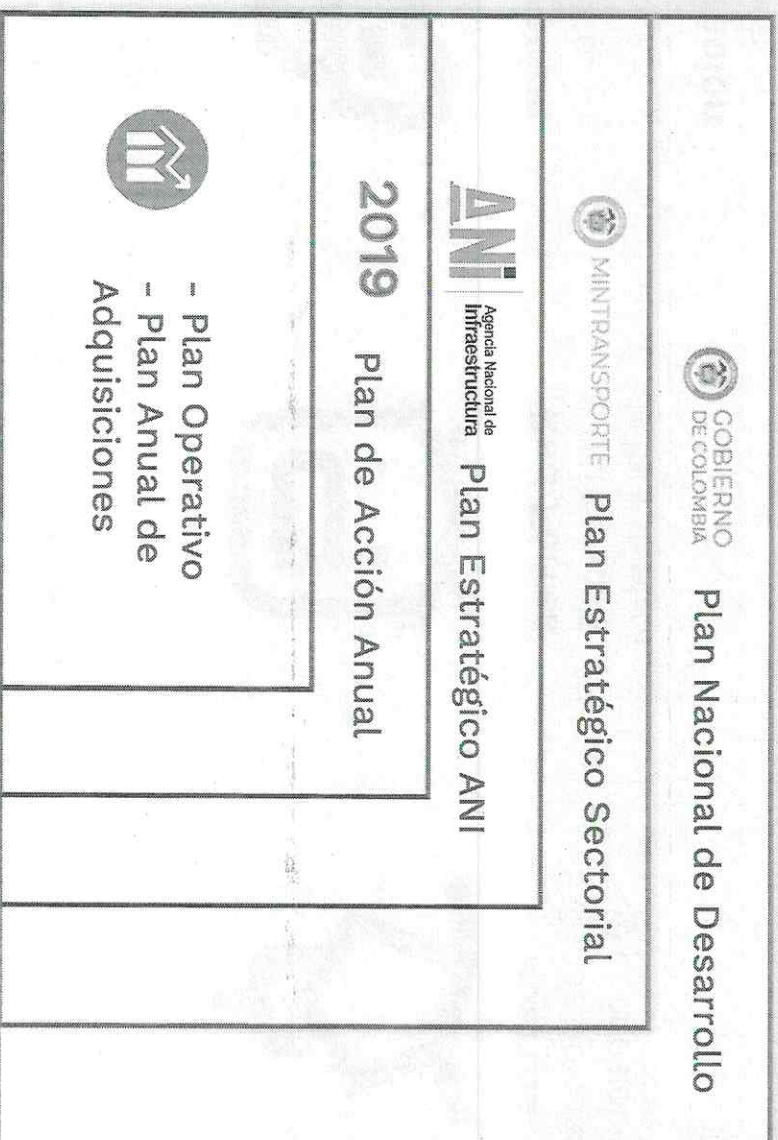 GOBIERNO
DE COLOMBIA
Plan Nacional de Desarrollo
MINTRANSPORTE Plan Estratégico Sectorial
ANI
Agencia Nacional de
Infraestructura
Plan Estratégico ANI
2019 Plan de Acción Anual
- Plan Operativo
- Plan Anual de
Adquisiciones